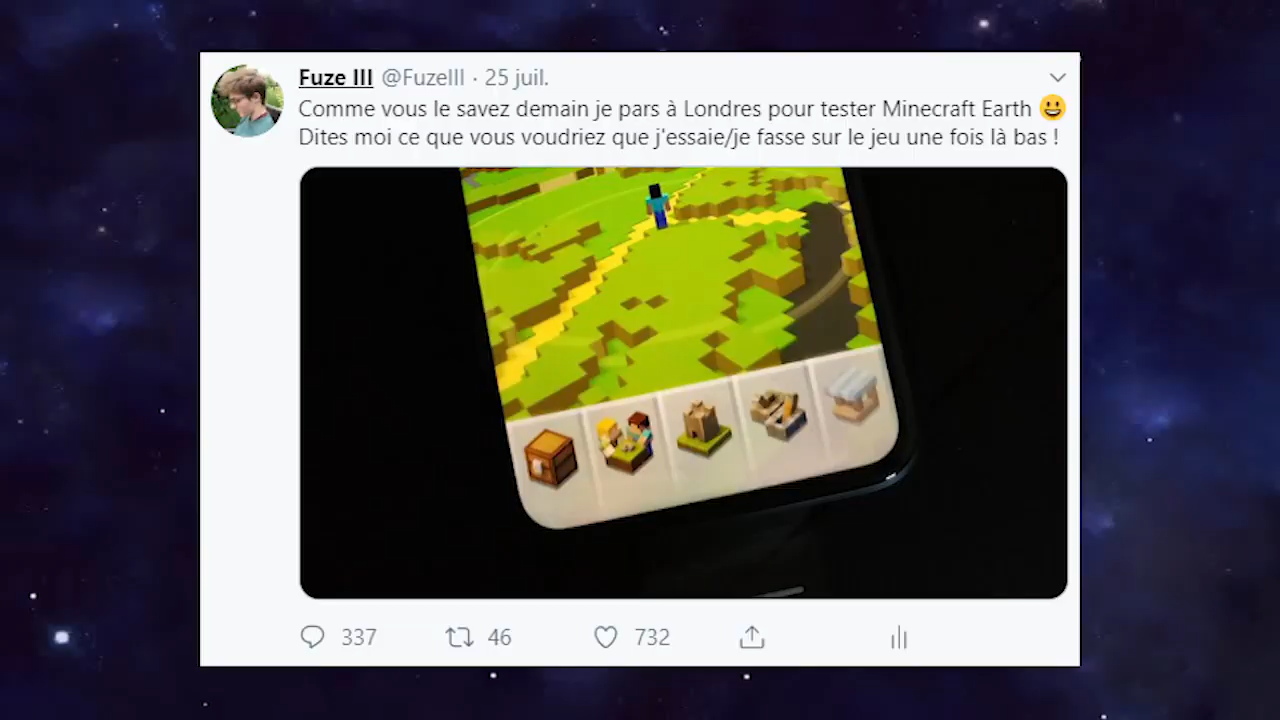 Fuze III @FuzeIII · 25 juil.
Comme vous le savez demain je pars à Londres pour tester Minecraft Earth 😃
Dites moi ce que vous voudriez que j'essaie/je fasse sur le jeu une fois là bas !
337 46 732